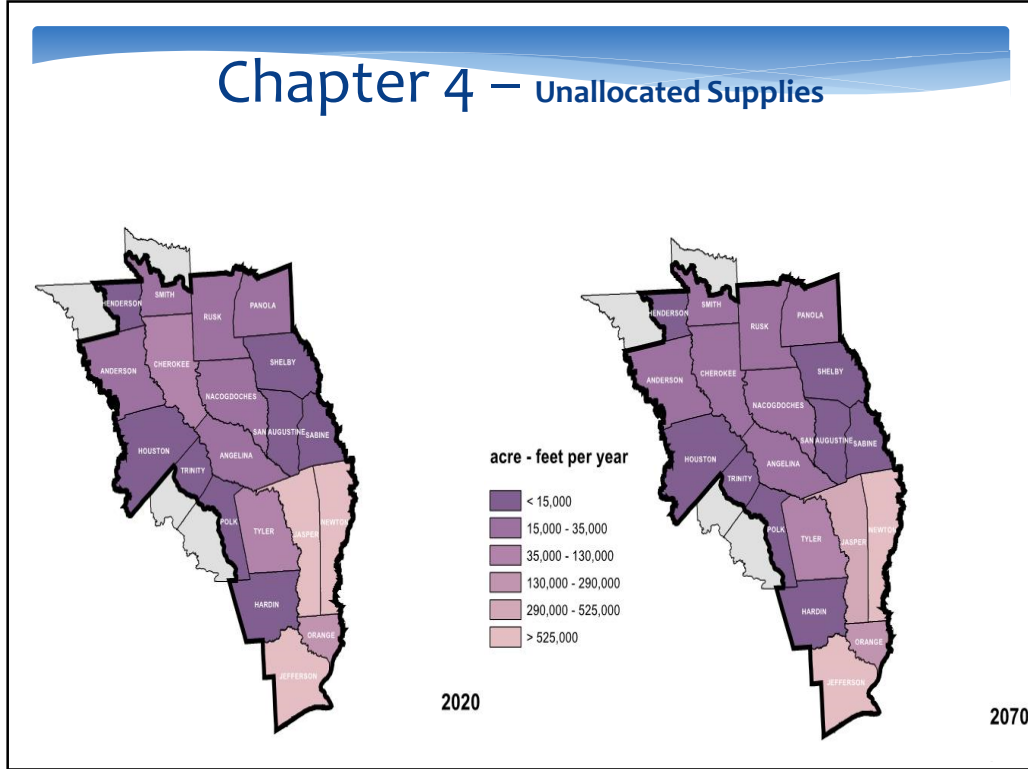 Chapter 4 – Unallocated Supplies
HENDERSON
SMITH
RUSK
PANOLA
ANDERSON
CHEROKEE
SHELBY
NACOGDOCHES
SAN AUGUSTINE
SABINE
HOUSTON
TRINITY
ANGELINA
POLK
TYLER
JASPER
NEWTON
HARDIN
ORANGE
JEFFERSON
2020
acre - feet per year
< 15,000
15,000 - 35,000
35,000 - 130,000
130,000 - 290,000
290,000 - 525,000
> 525,000
HENDERSON
SMITH
RUSK
PANOLA
ANDERSON
CHEROKEE
SHELBY
NACOGDOCHES
SAN AUGUSTINE
SABINE
HOUSTON
TRINITY
ANGELINA
POLK
TYLER
JASPER
NEWTON
HARDIN
ORANGE
JEFFERSON
2070